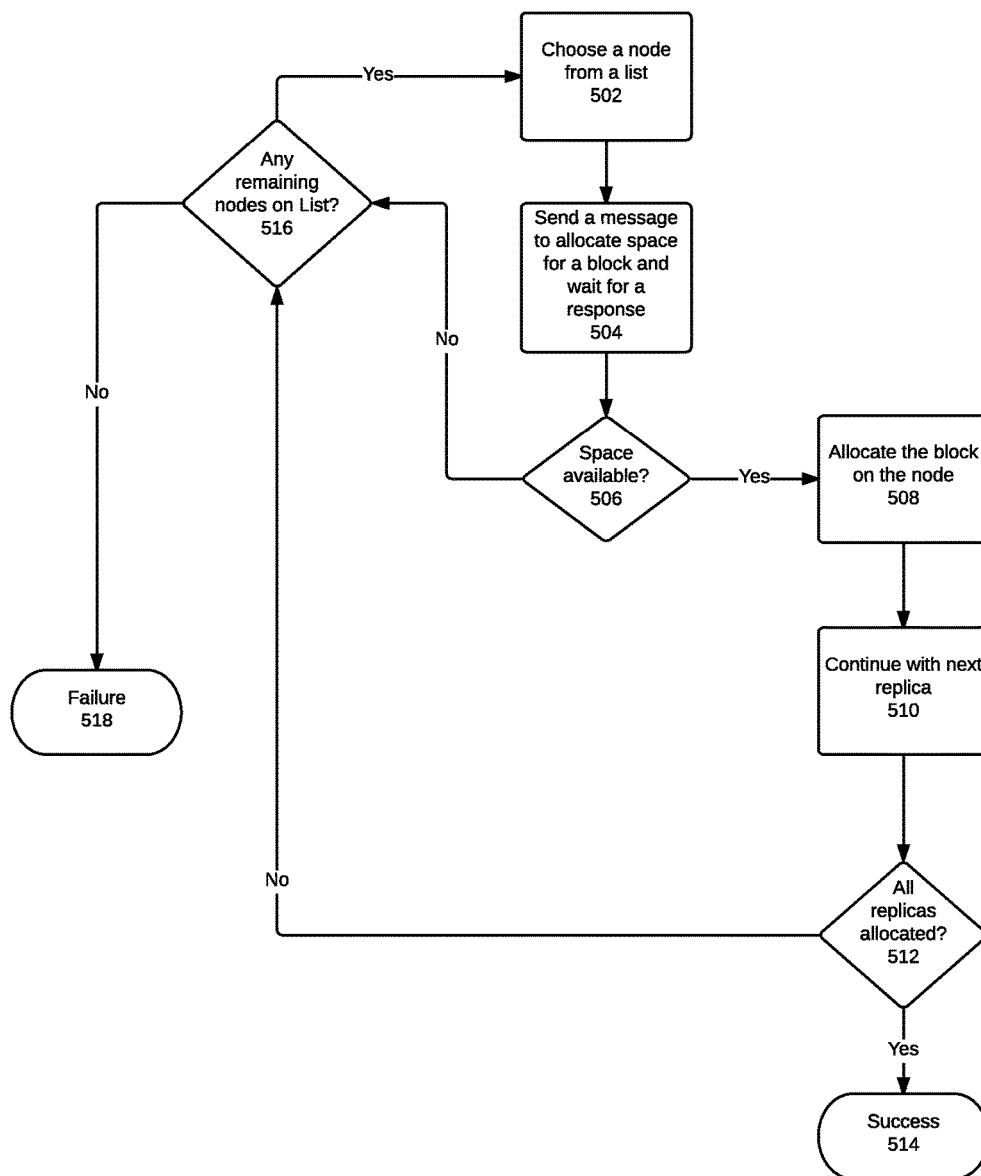 Choose a node
from a list
502
Yes
Any
remaining
nodes on List?
516
Send a message
to allocate space
for a block and
wait for a
response
504
No
No
Space
available?
506
Yes
Allocate the block
on the node
508
Continue with next
replica
510
Failure
518
No
All
replicas
allocated?
512
Yes
Success
514